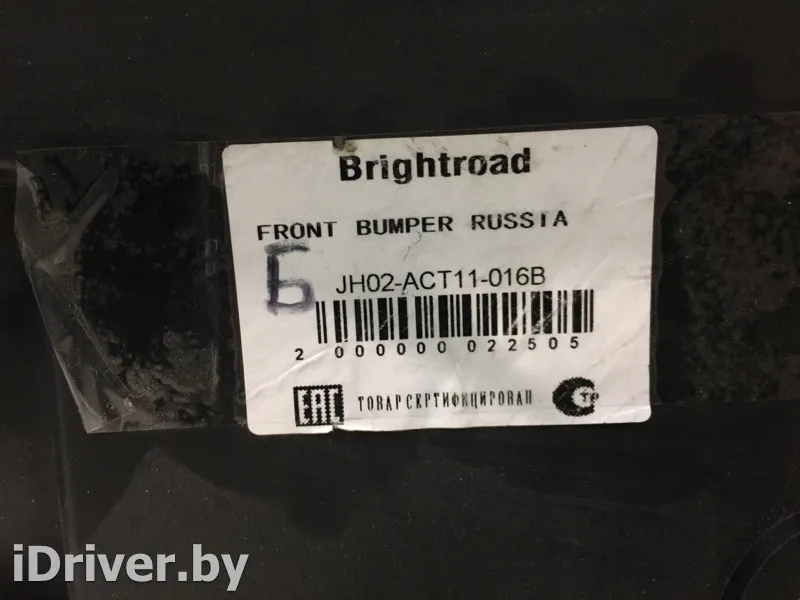 Brightroad
FRONT BUMPER RUSSIA
Б
JH02-ACT11-016B
2 000000 022505
EAC ТОВАР СЕРТИФИЦИРОВАН
iDriver.by